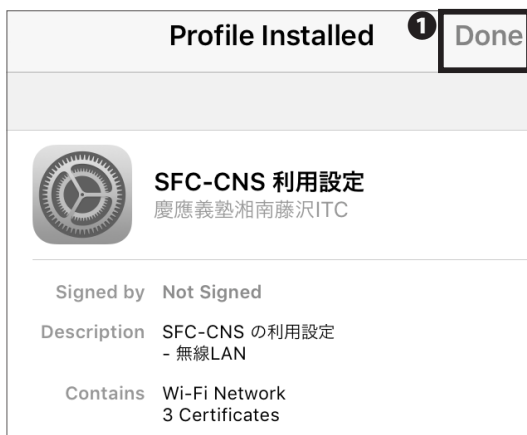 Profile Installed
❶ Done
SFC-CNS 利用設定
慶應義塾湘南藤沢ITC
Signed by Not Signed
Description SFC-CNS の利用設定
- 無線LAN
Contains Wi-Fi Network
3 Certificates